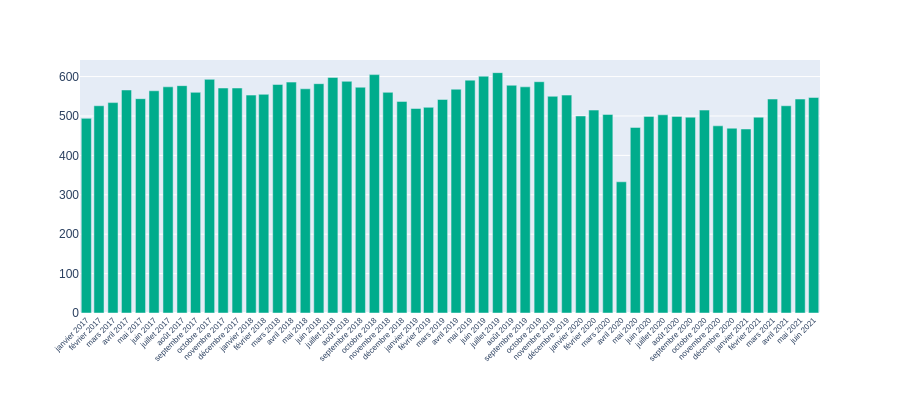 600
500
400
300
200
100
0
janvier 2017
février 2017
mars 2017
avril 2017
mai 2017
juin 2017
juillet 2017
août 2017
septembre 2017
octobre 2017
novembre 2017
décembre 2017
janvier 2018
février 2018
mars 2018
avril 2018
mai 2018
juin 2018
juillet 2018
août 2018
septembre 2018
octobre 2018
novembre 2018
décembre 2018
janvier 2019
février 2019
mars 2019
avril 2019
mai 2019
juin 2019
juillet 2019
août 2019
septembre 2019
octobre 2019
novembre 2019
décembre 2019
janvier 2020
février 2020
mars 2020
avril 2020
mai 2020
juin 2020
juillet 2020
août 2020
septembre 2020
octobre 2020
novembre 2020
décembre 2020
janvier 2021
février 2021
mars 2021
avril 2021
mai 2021
juin 2021